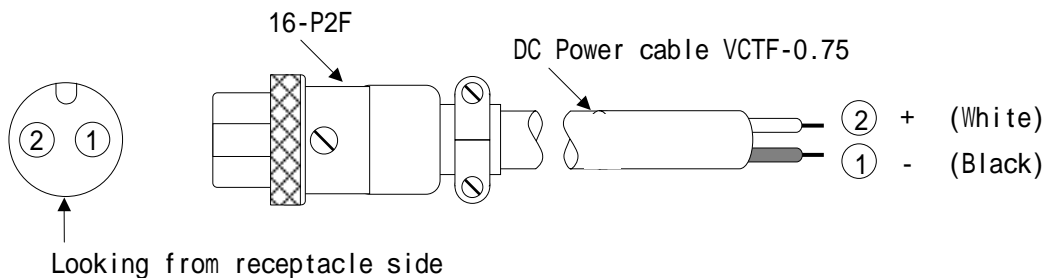 16-P2F
DC Power cable VCTF-0.75
2 1
2 + (White)
1 - (Black)
Looking from receptacle side